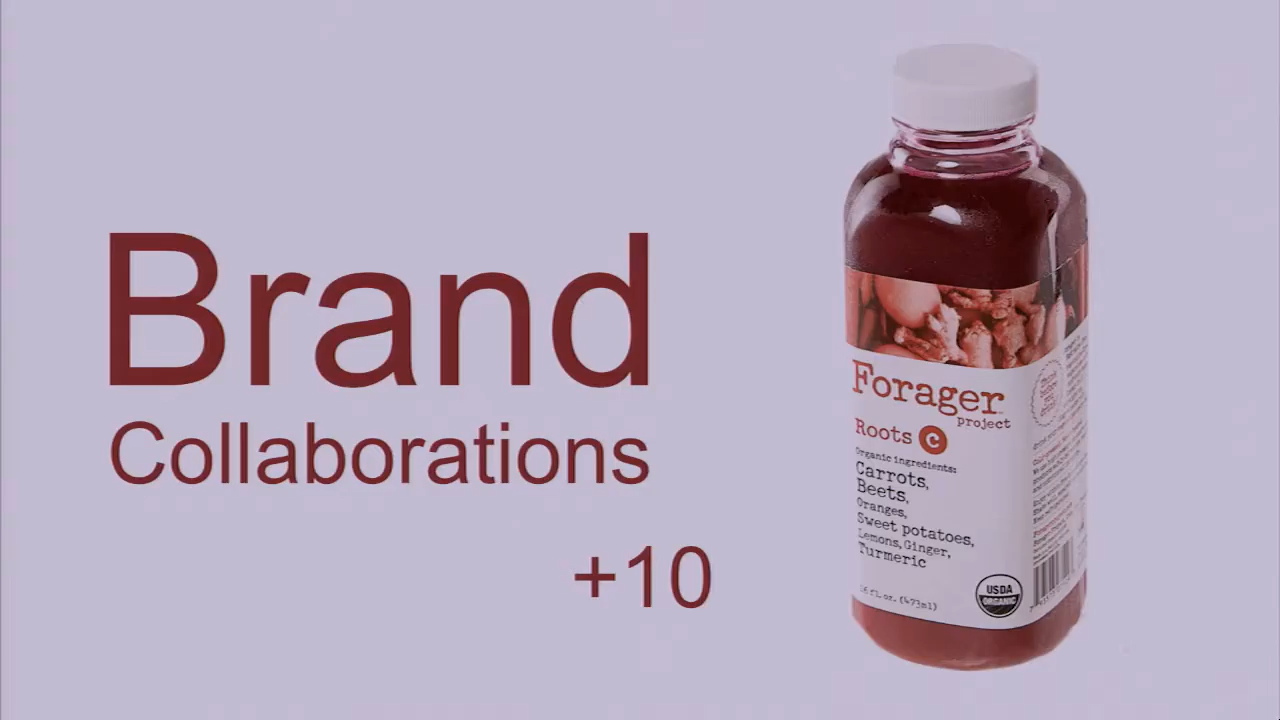 Brand
Collaborations
+10
Forager
project
Roots C
Organic ingredients:
Carrots,
Beets,
Oranges,
Sweet potatoes,
Lemons, Ginger,
Turmeric
16 fl. oz. (473ml)
USDA
ORGANIC